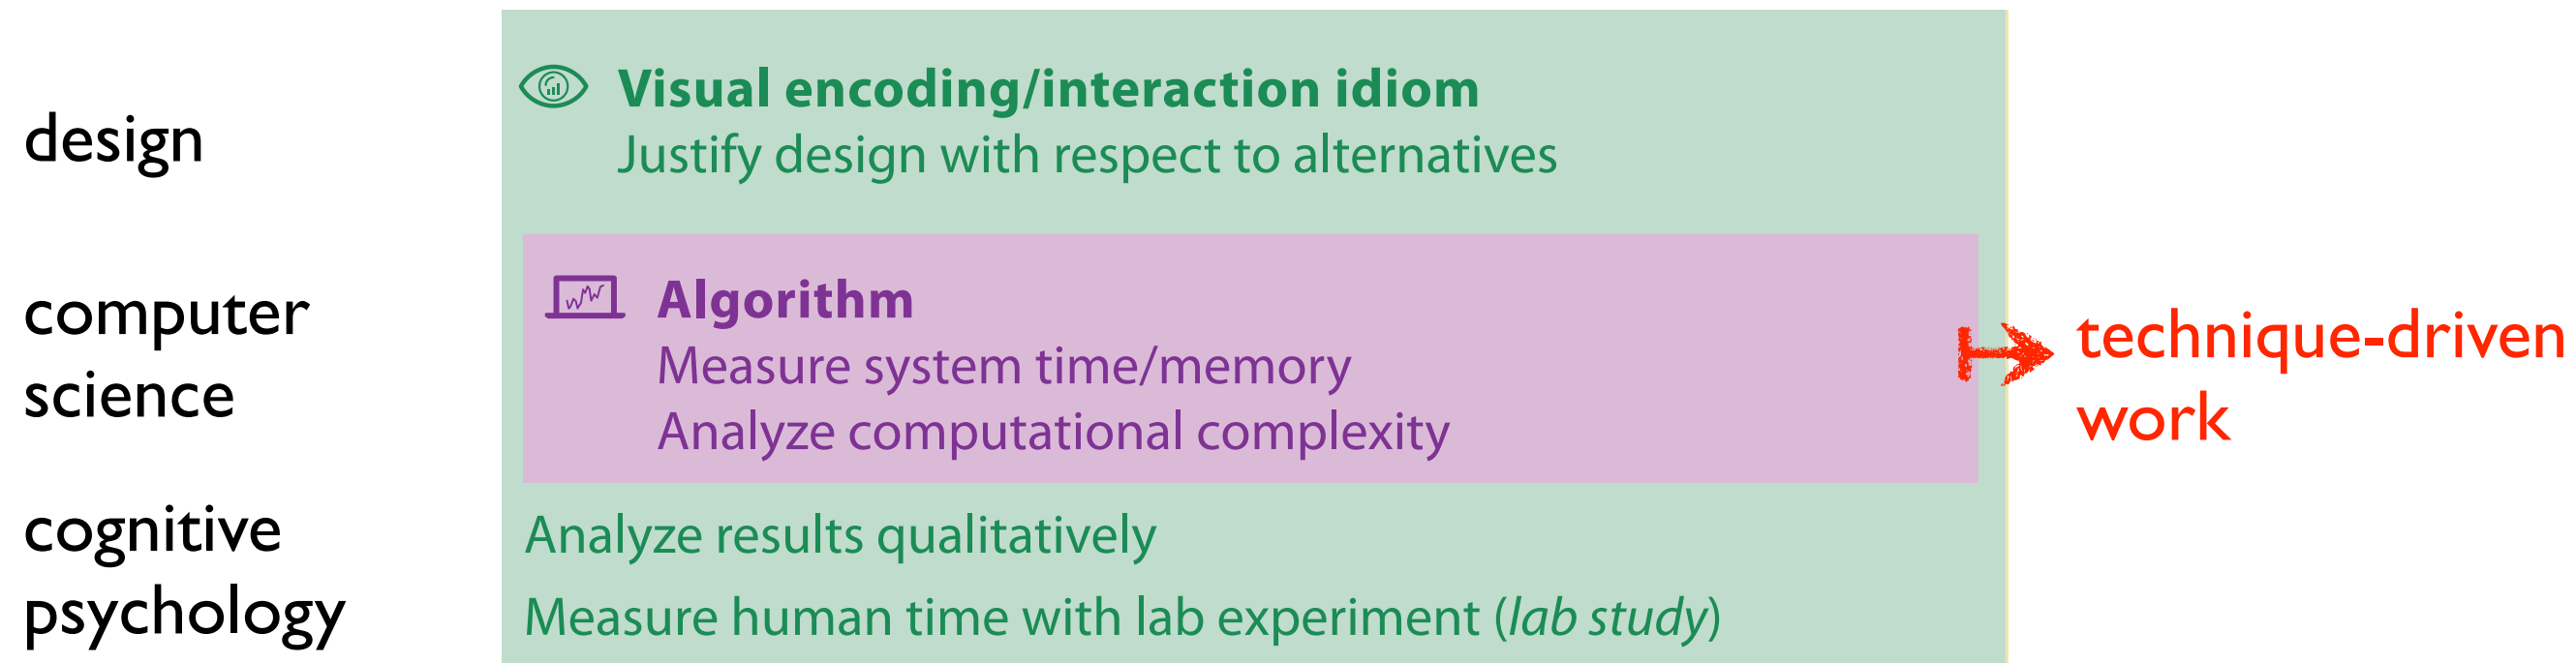 design
Visual encoding/interaction idiom
Justify design with respect to alternatives
computer
science
Algorithm
Measure system time/memory
Analyze computational complexity
technique-driven
work
cognitive
psychology
Analyze results qualitatively
Measure human time with lab experiment (lab study)